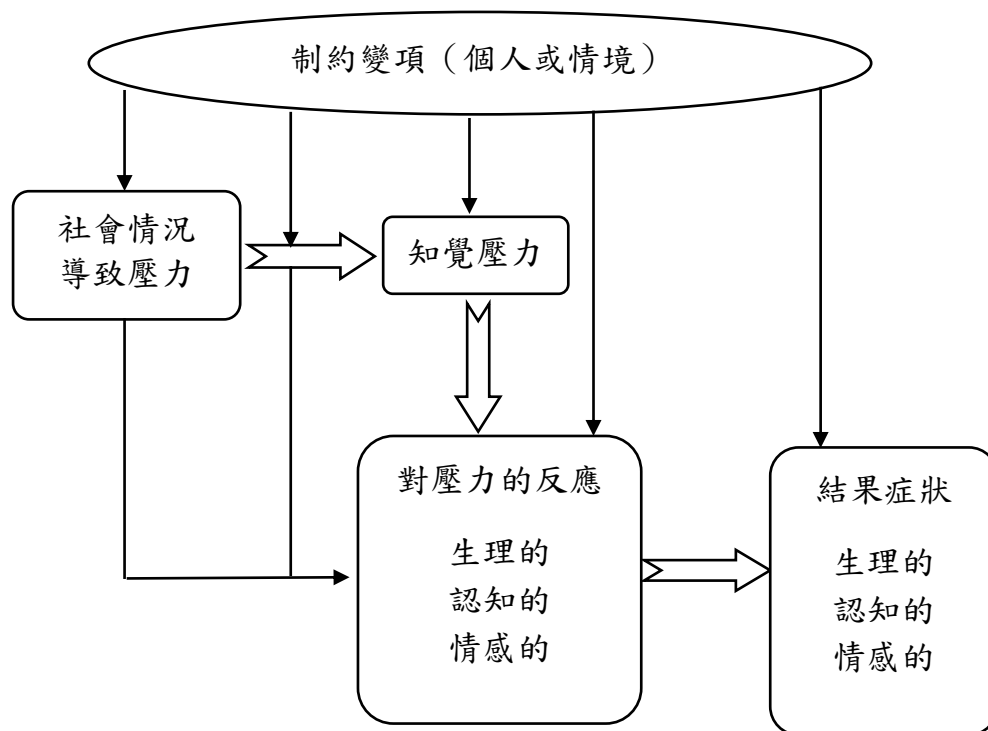 制約變項（個人或情境）
社會情況
導致壓力
知覺壓力
對壓力的反應
生理的
認知的
情感的
結果症狀
生理的
認知的
情感的